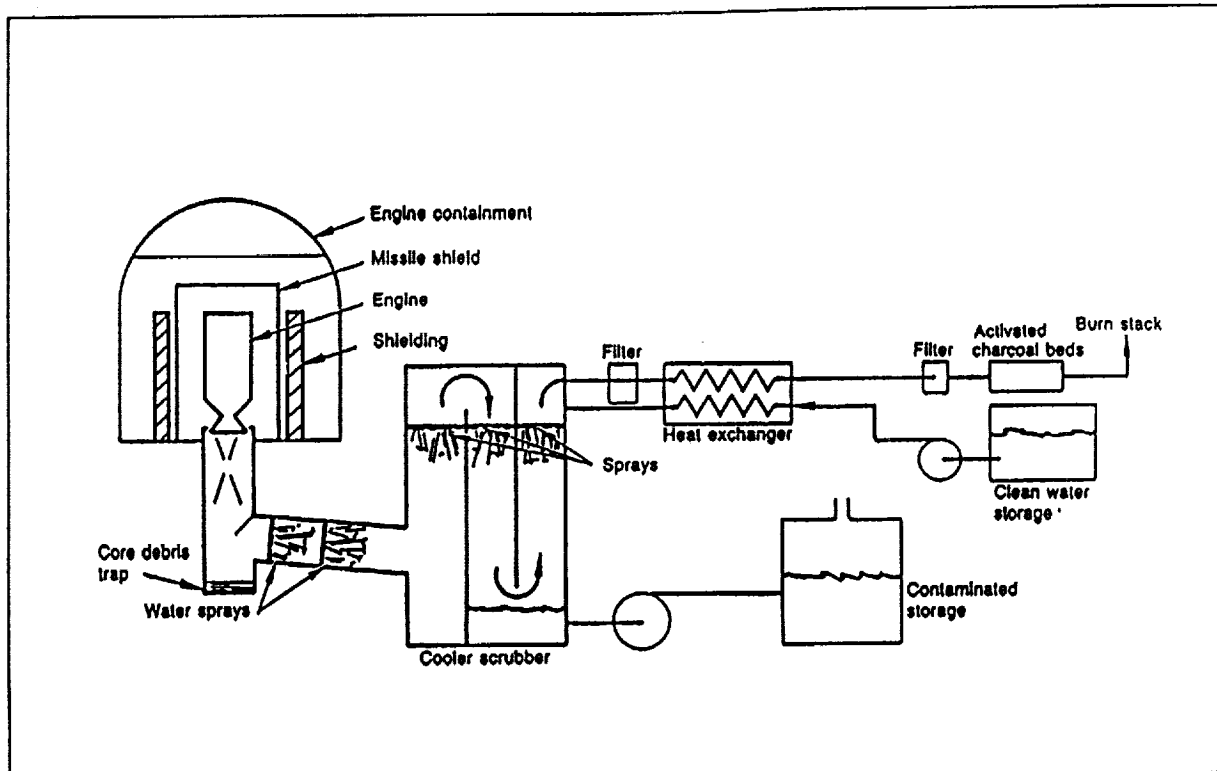 Engine containment
Missile shield
Engine
Shielding
Filter
Heat exchanger
Filter
Activated
charcoal beds
Burn stack
Sprays
Clean water
storage
Core debris
trap
Water sprays
Cooler scrubber
Contaminated
storage